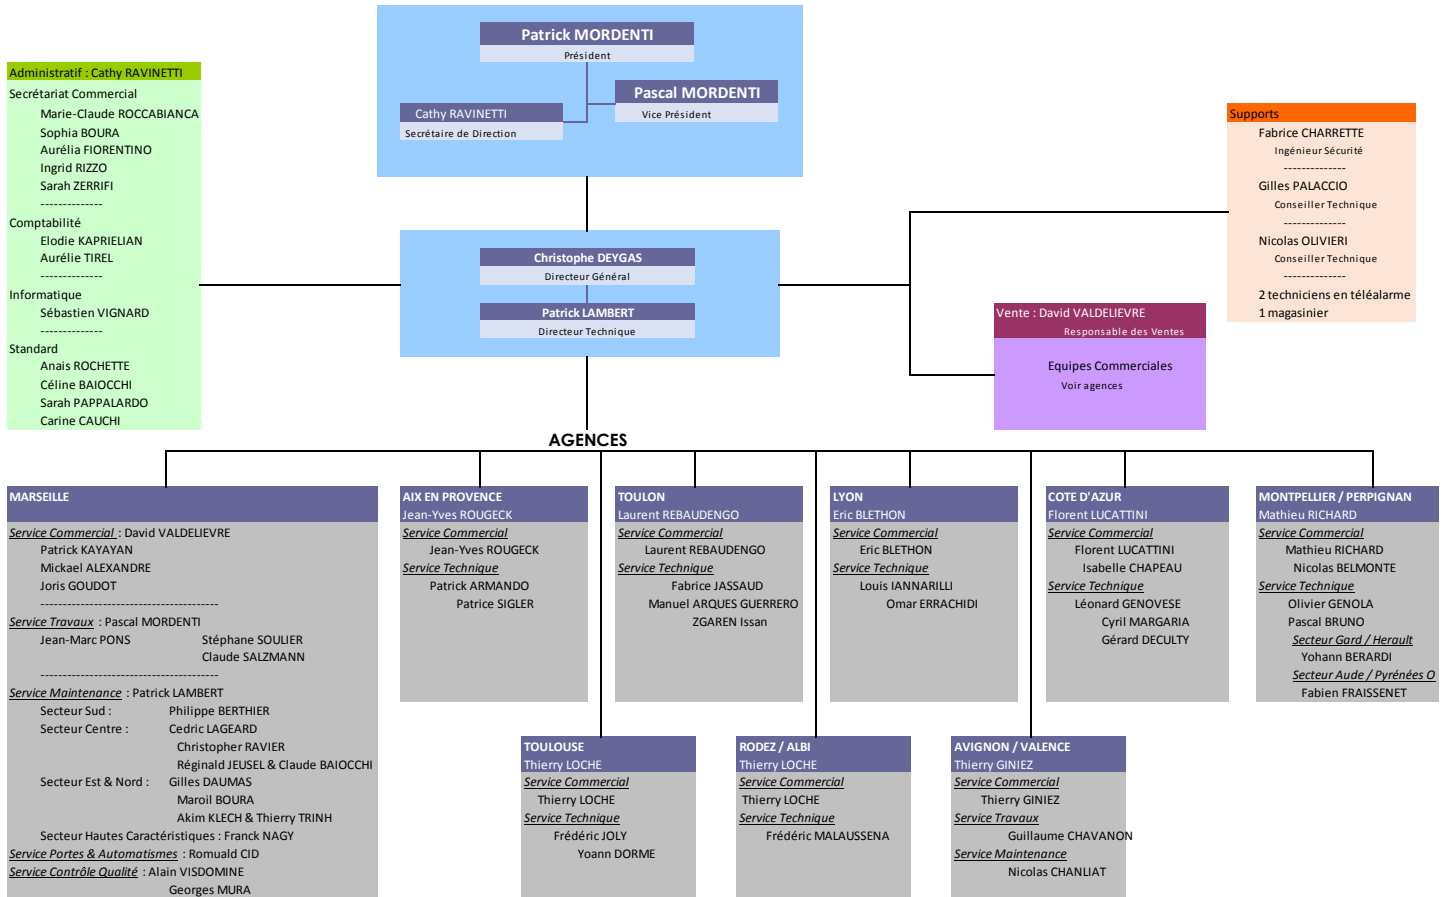 Patrick MORDENTI
Président
Pascal MORDENTI
Vice Président
Cathy RAVINETTI
Secrétaire de Direction
Administratif : Cathy RAVINETTI
Secrétariat Commercial
Marie-Claude ROCCABIANCA
Sophia BOURA
Aurélia FIORENTINO
Ingrid RIZZO
Sarah ZERRIFI
--------------
Comptabilité
Elodie KAPRIELIAN
Aurélie TIREL
--------------
Informatique
Sébastien VIGNARD
--------------
Standard
Anais ROCHETTE
Céline BAIOCCHI
Sarah PAPPALARDO
Carine CAUCHI
Christophe DEYGAS
Directeur Général
Patrick LAMBERT
Directeur Technique
Supports
Fabrice CHARRETTE
Ingénieur Sécurité
--------------
Gilles PALACCIO
Conseiller Technique
--------------
Nicolas OLIVIERI
Conseiller Technique
--------------
2 techniciens en téléalarme
1 magasinier
Vente : David VALDELIEVRE
Responsable des Ventes
Equipes Commerciales
Voir agences
AGENCES
MARSEILLE
Service Commercial : David VALDELIEVRE
Patrick KAYAYAN
Mickael ALEXANDRE
Joris GOUDOT
----------------------------------------
Service Travaux : Pascal MORDENTI
Jean-Marc PONS Stéphane SOULIER
Claude SALZMANN
----------------------------------------
Service Maintenance : Patrick LAMBERT
Secteur Sud : Philippe BERTHIER
Secteur Centre : Cedric LAGEARD
Christopher RAVIER
Réginald JEUSEL & Claude BAIOCCHI
Secteur Est & Nord : Gilles DAUMAS
Maroil BOURA
Akim KLECH & Thierry TRINH
Secteur Hautes Caractéristiques : Franck NAGY
Service Portes & Automatismes : Romuald CID
Service Contrôle Qualité : Alain VISDOMINE
Georges MURA
AIX EN PROVENCE
Jean-Yves ROUGECK
Service Commercial
Jean-Yves ROUGECK
Service Technique
Patrick ARMANDO
Patrice SIGLER
TOULON
Laurent REBAUDENGO
Service Commercial
Laurent REBAUDENGO
Service Technique
Fabrice JASSAUD
Manuel ARQUES GUERRERO
ZGAREN Issan
LYON
Eric BLETHON
Service Commercial
Eric BLETHON
Service Technique
Louis IANNARILLI
Omar ERRACHIDI
COTE D'AZUR
Florent LUCATTINI
Service Commercial
Florent LUCATTINI
Isabelle CHAPEAU
Service Technique
Léonard GENOVESE
Cyril MARGARIA
Gérard DECULTY
MONTPELLIER / PERPIGNAN
Mathieu RICHARD
Service Commercial
Mathieu RICHARD
Nicolas BELMONTE
Service Technique
Olivier GENOLA
Pascal BRUNO
Secteur Gard / Herault
Yohann BERARDI
Secteur Aude / Pyrénées O
Fabien FRAISSENET
TOULOUSE
Thierry LOCHE
Service Commercial
Thierry LOCHE
Service Technique
Frédéric JOLY
Yoann DORME
RODEZ / ALBI
Thierry LOCHE
Service Commercial
Thierry LOCHE
Service Technique
Frédéric MALAUSSENA
AVIGNON / VALENCE
Thierry GINIEZ
Service Commercial
Thierry GINIEZ
Service Travaux
Guillaume CHAVANON
Service Maintenance
Nicolas CHANLIAT